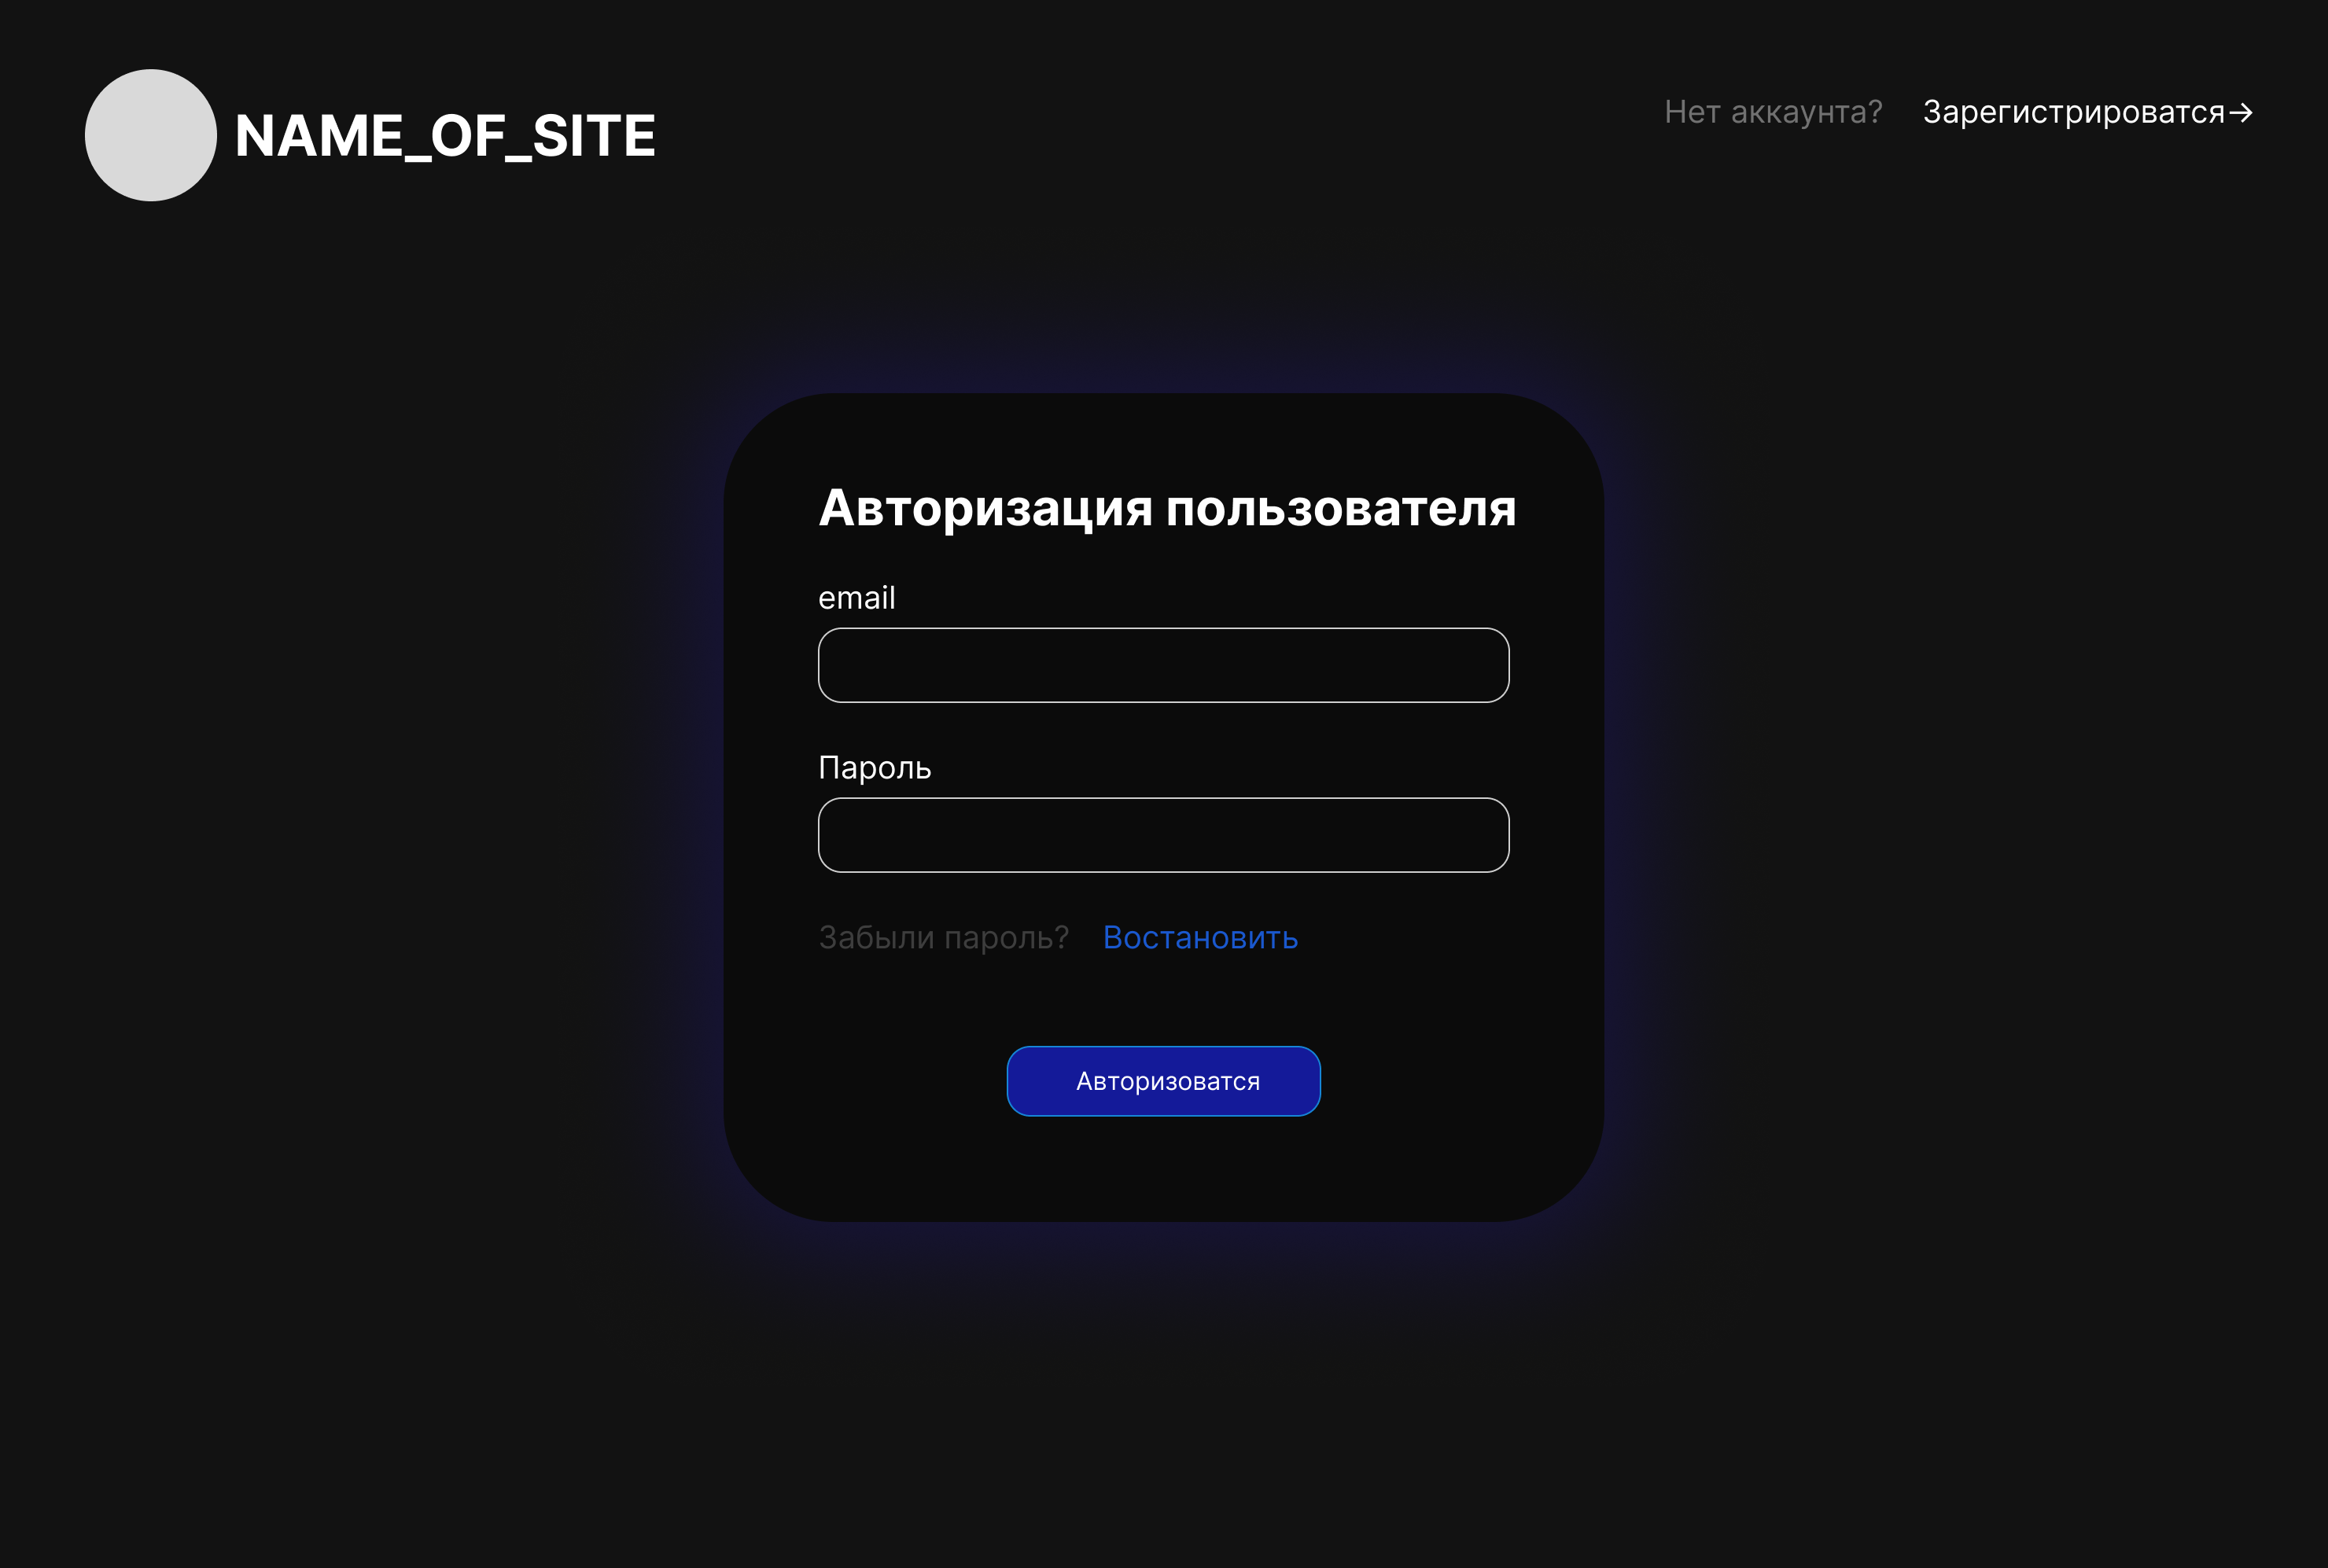 NAME_OF_SITE
Нет аккаунта? Зарегистрироватся→
Авторизация пользователя
email
Пароль
Забыли пароль? Востановить
Авторизоватся